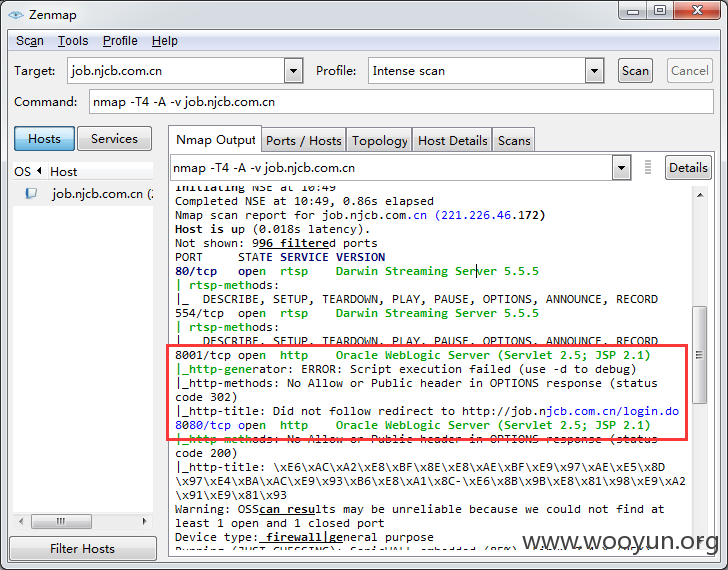 Zenmap
Scan Tools Profile Help
Target: job.njcb.com.cn Profile: Intense scan Scan Cancel
Command: nmap -T4 -A -v job.njcb.com.cn
Hosts Services
Nmap Output Ports / Hosts Topology Host Details Scans
OS Host
job.njcb.com.cn (2
nmap -T4 -A -v job.njcb.com.cn Details
Initiating NSE at 10:49
Completed NSE at 10:49, 0.86s elapsed
Nmap scan report for job.njcb.com.cn (221.226.46.172)
Host is up (0.018s latency).
Not shown: 996 filtered ports
PORT STATE SERVICE VERSION
80/tcp open rtsp Darwin Streaming Server 5.5.5
| rtsp-methods:
|_ DESCRIBE, SETUP, TEARDOWN, PLAY, PAUSE, OPTIONS, ANNOUNCE, RECORD
554/tcp open rtsp Darwin Streaming Server 5.5.5
| rtsp-methods:
|_ DESCRIBE, SETUP, TEARDOWN, PLAY, PAUSE, OPTIONS, ANNOUNCE, RECORD
8001/tcp open http Oracle WebLogic Server (Servlet 2.5; JSP 2.1)
|_http-generator: ERROR: Script execution failed (use -d to debug)
|_http-methods: No Allow or Public header in OPTIONS response (status
code 302)
|_http-title: Did not follow redirect to http://job.njcb.com.cn/login.do
8080/tcp open http Oracle WebLogic Server (Servlet 2.5; JSP 2.1)
|_http-methods: No Allow or Public header in OPTIONS response (status
code 200)
|_http-title: \xE6\xAC\xA2\xE8\xBF\x8E\xE8\xAE\xBF\xE9\x97\xAE\xE5\x8D
\x97\xE4\xBA\xAC\xE9\x93\xB6\xE8\xA1\x8C-\xE6\x8B\x9B\xE8\x81\x98\xE9\xA2
\x91\xE9\x81\x93
Warning: OSScan results may be unreliable because we could not find at
least 1 open and 1 closed port
Device type: firewall|general purpose
Running (JUST GUESSING): SonicWALL embedded (85%)
Filter Hosts
www.wooyun.org